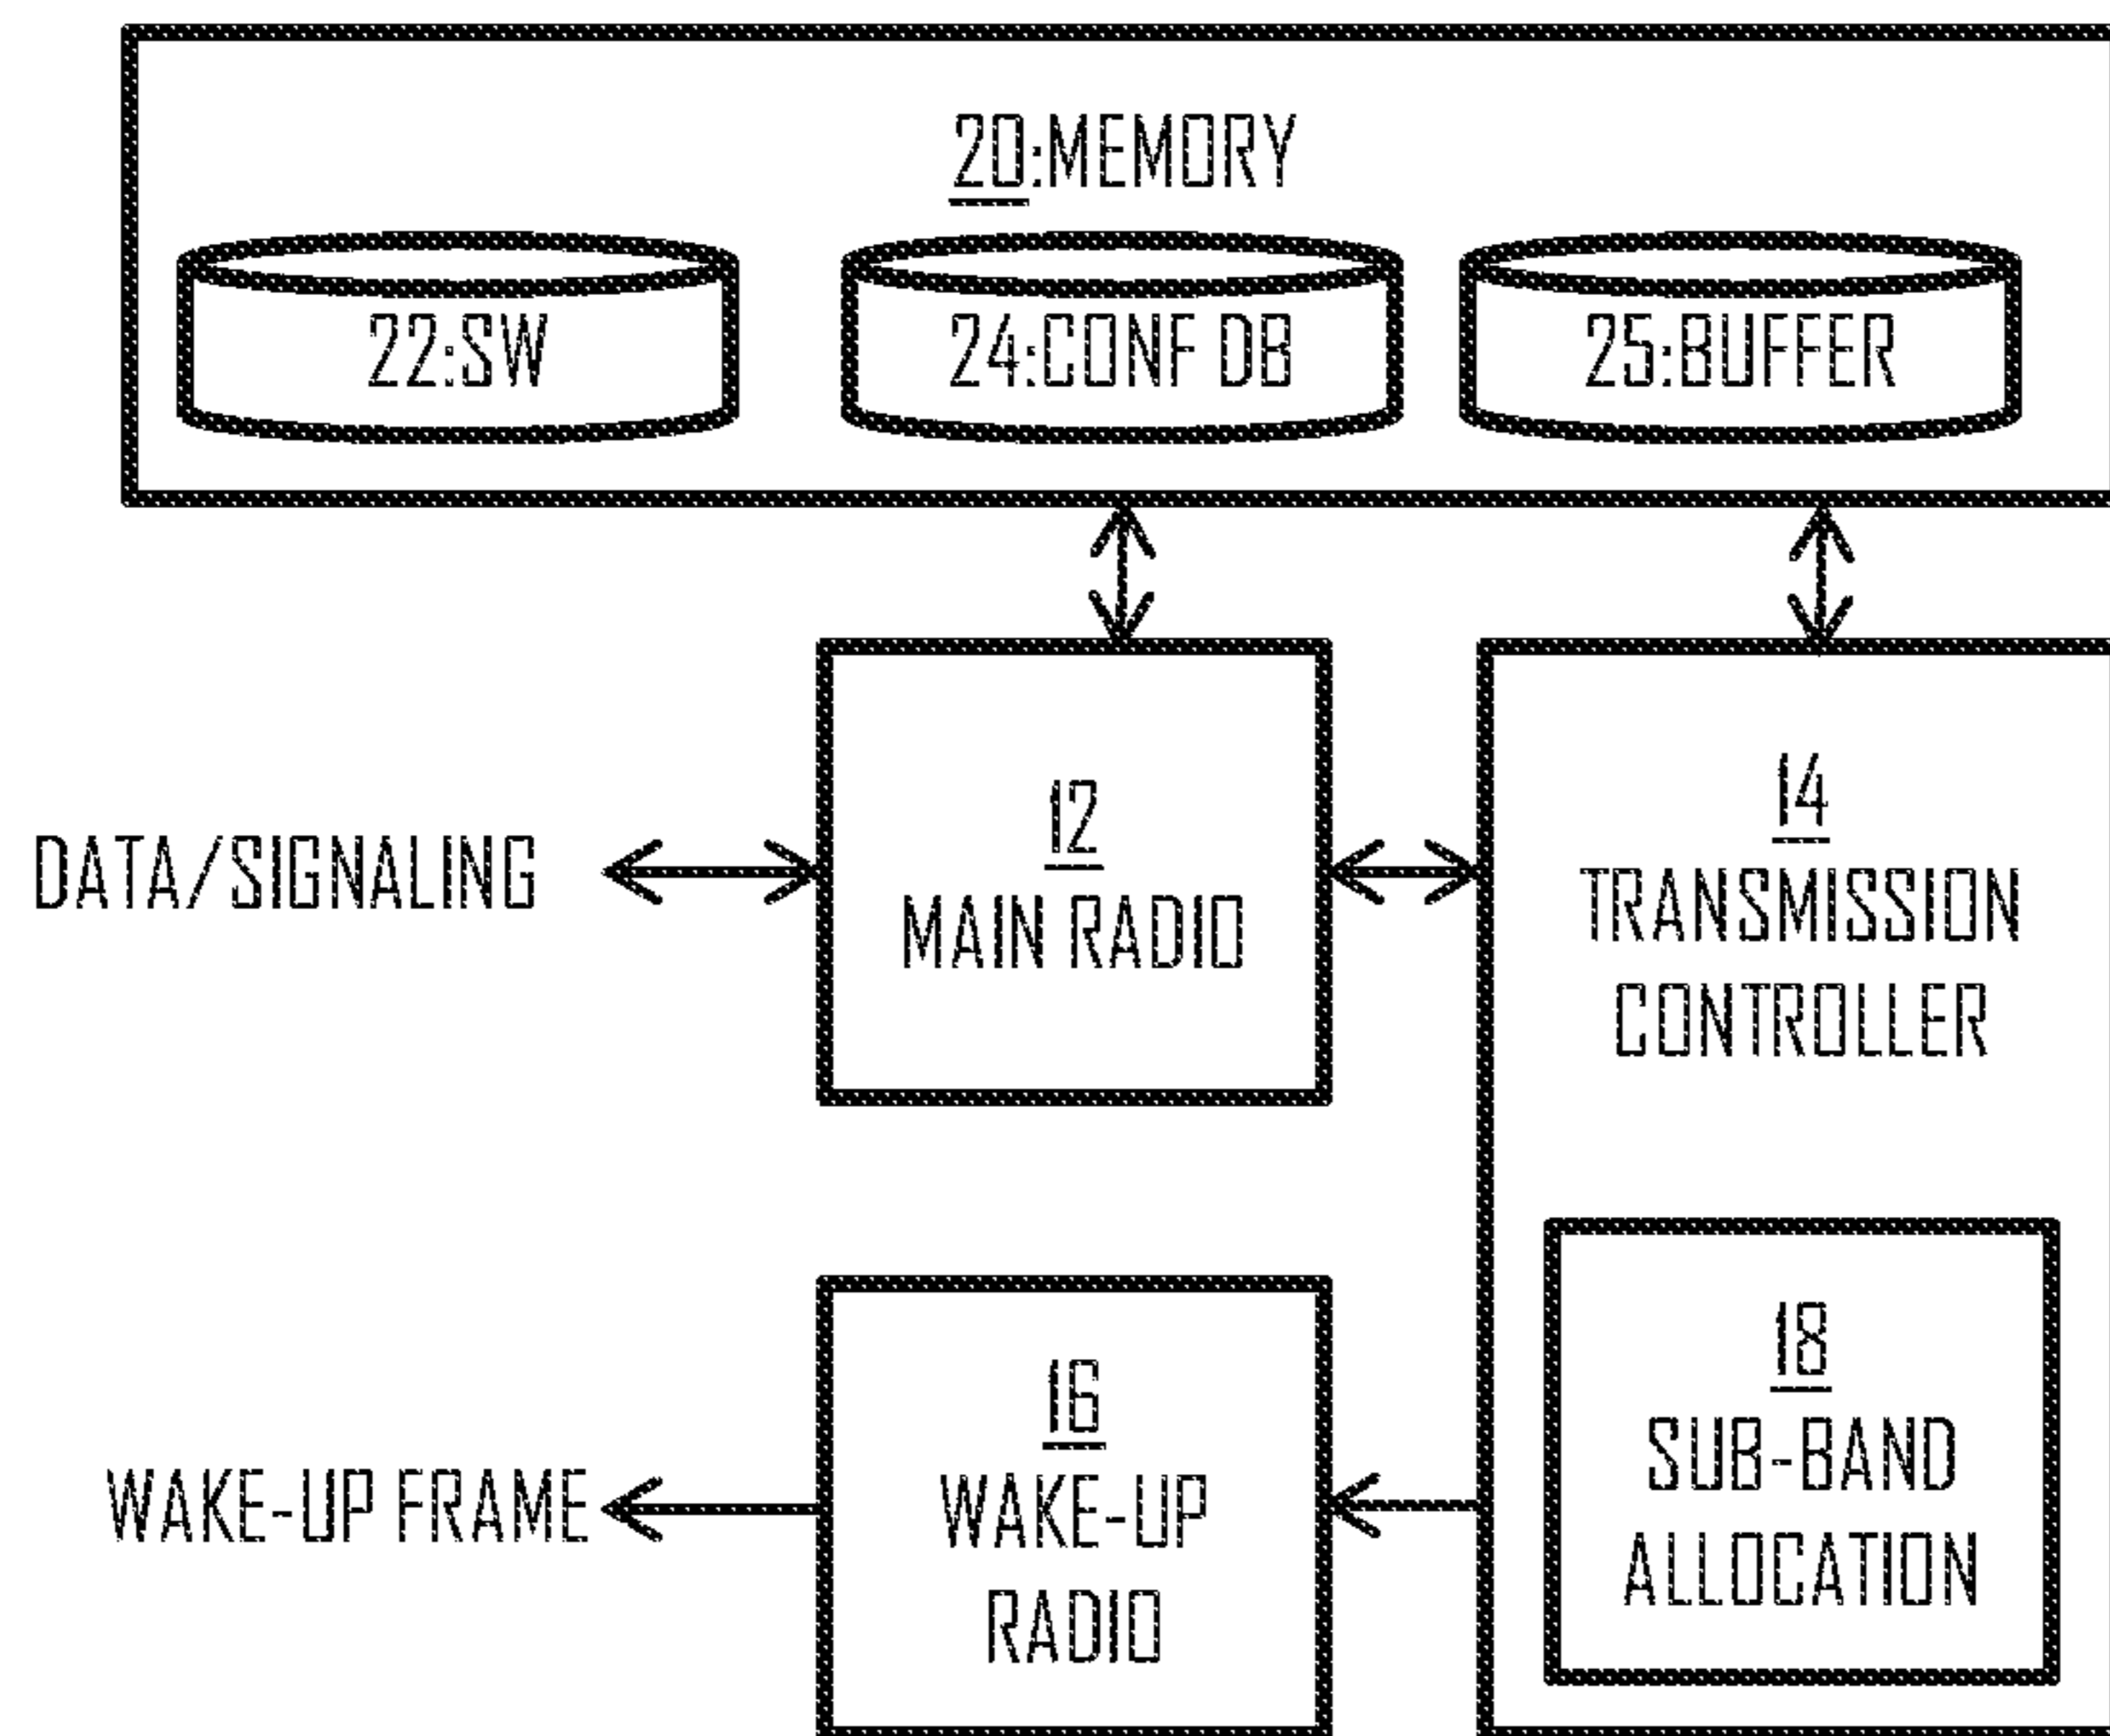 20:MEMORY
22:SW
24:CONF DB
25:BUFFER
12
MAIN RADIO
14
TRANSMISSION
CONTROLLER
DATA/SIGNALING
16
WAKE-UP
RADIO
18
SUB-BAND
ALLOCATION
WAKE-UP FRAME